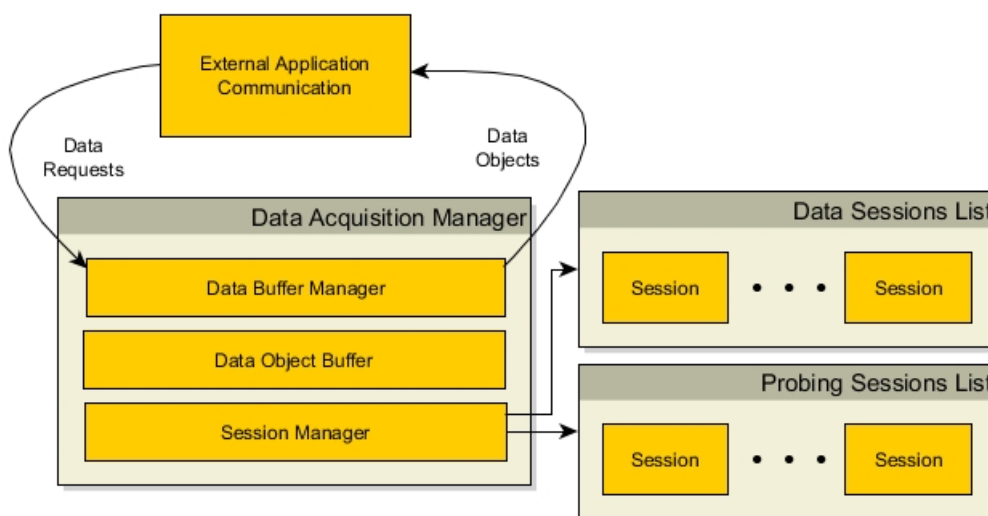 External Application
Communication
Data
Requests
Data
Objects
Data Acquisition Manager
Data Buffer Manager
Data Object Buffer
Session Manager
Data Sessions List
Session
Session
Probing Sessions List
Session
Session